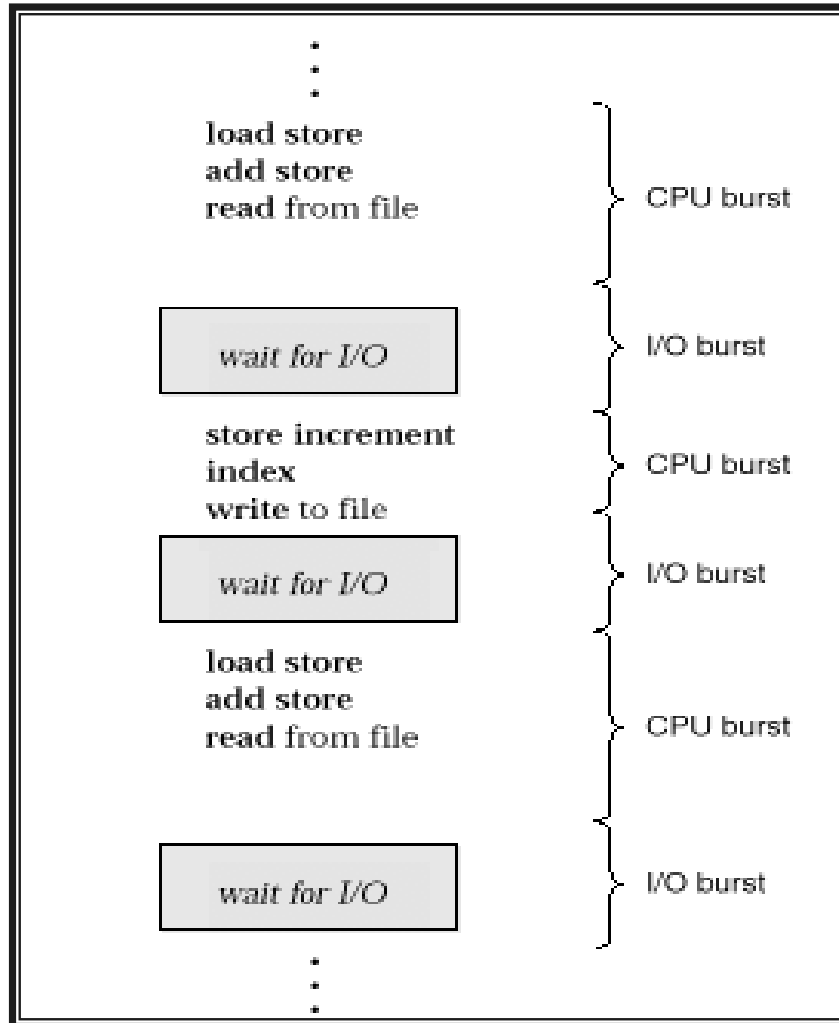 load store
add store
read from file
CPU burst
wait for I/O
I/O burst
store increment
index
write to file
CPU burst
wait for I/O
I/O burst
load store
add store
read from file
CPU burst
wait for I/O
I/O burst